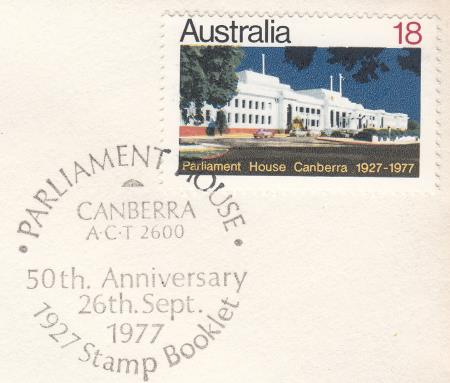 Australia 18
Parliament House Canberra 1927-1977
• PARLIAMENT HOUSE •
CANBERRA
A·C·T 2600
50th. Anniversary
26th. Sept.
1977
1927 Stamp Booklet